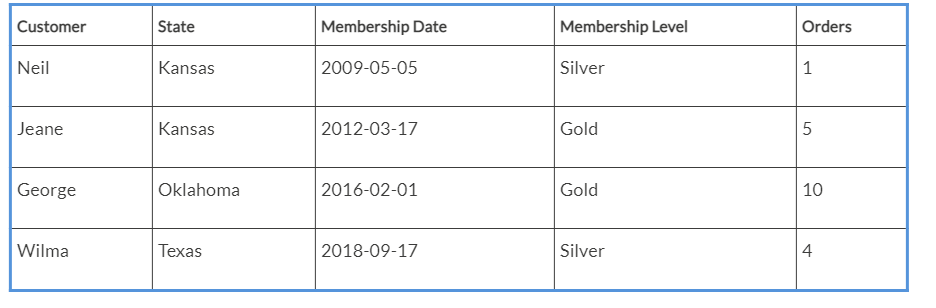 Customer State Membership Date Membership Level Orders
Neil Kansas 2009-05-05 Silver 1
Jeane Kansas 2012-03-17 Gold 5
George Oklahoma 2016-02-01 Gold 10
Wilma Texas 2018-09-17 Silver 4